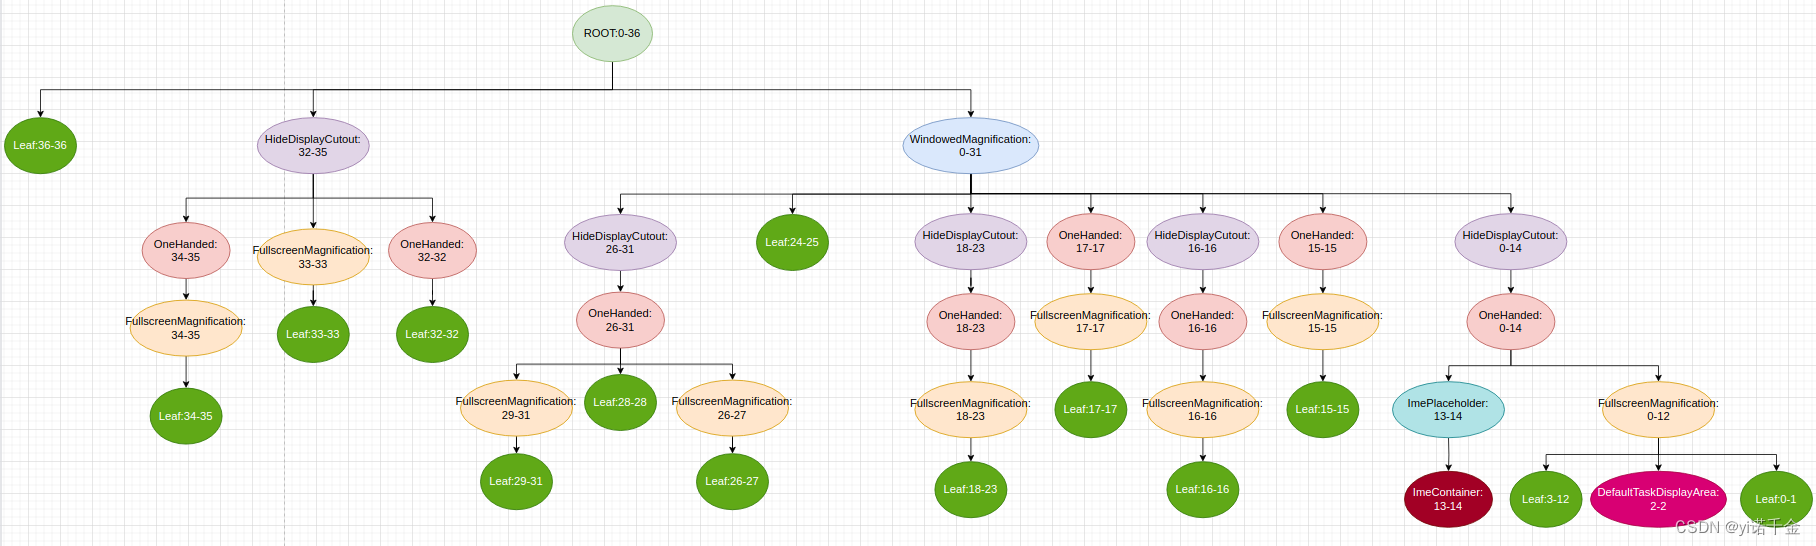 ROOT:0-36
Leaf:36-36
HideDisplayCutout:
32-35
WindowedMagnification:
0-31
OneHanded:
34-35
FullscreenMagnification:
33-33
OneHanded:
32-32
HideDisplayCutout:
26-31
Leaf:24-25
HideDisplayCutout:
18-23
OneHanded:
17-17
HideDisplayCutout:
16-16
OneHanded:
15-15
HideDisplayCutout:
0-14
FullscreenMagnification:
34-35
Leaf:33-33
Leaf:32-32
OneHanded:
26-31
OneHanded:
18-23
FullscreenMagnification:
17-17
OneHanded:
16-16
FullscreenMagnification:
15-15
OneHanded:
0-14
Leaf:34-35
FullscreenMagnification:
29-31
Leaf:28-28
FullscreenMagnification:
26-27
FullscreenMagnification:
18-23
Leaf:17-17
FullscreenMagnification:
16-16
Leaf:15-15
ImePlaceholder:
13-14
FullscreenMagnification:
0-12
Leaf:29-31
Leaf:26-27
Leaf:18-23
Leaf:16-16
ImeContainer:
13-14
Leaf:3-12
DefaultTaskDisplayArea:
2-2
Leaf:0-1
CSDN @yi诺千金